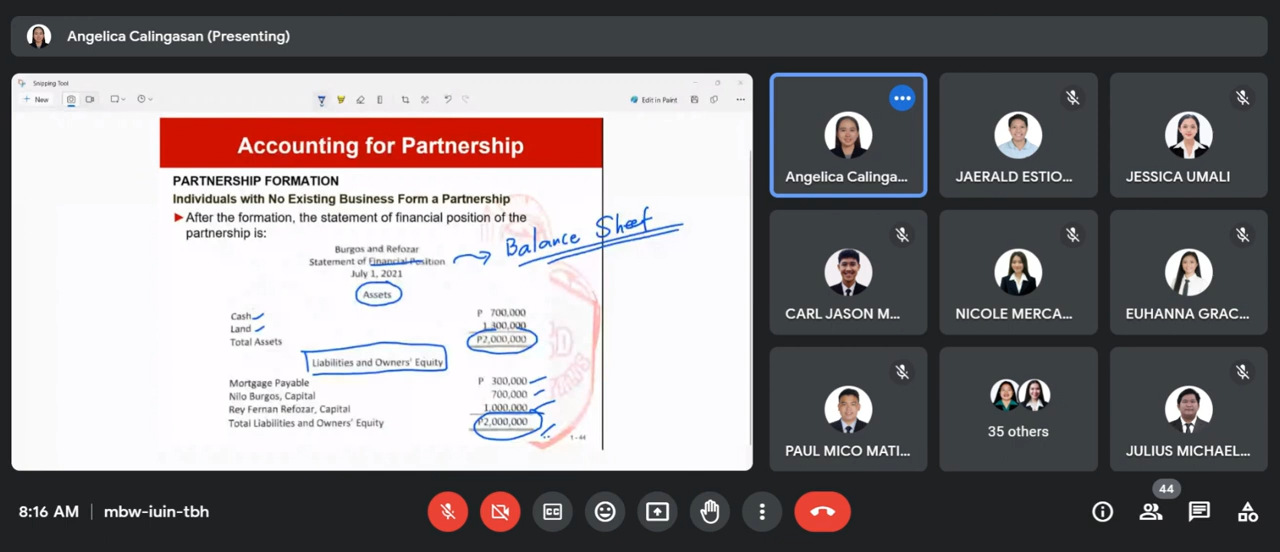 Angelica Calingasan (Presenting)
Snipping Tool
New
Edit in Paint
Accounting for Partnership
PARTNERSHIP FORMATION
Individuals with No Existing Business Form a Partnership
After the formation, the statement of financial position of the
partnership is:
Burgos and Refozar
Statement of Financial Position
Balance Sheet
July 1, 2021
Assets
Cash P 700,000
Land 1,300,000
Total Assets P2,000,000
Liabilities and Owners' Equity
Mortgage Payable P 300,000
Nilo Burgos, Capital 700,000
Rey Fernan Refozar, Capital 1,000,000
Total Liabilities and Owners' Equity P2,000,000
1 - 44
Angelica Calinga...
JAERALD ESTIO...
JESSICA UMALI
CARL JASON M...
NICOLE MERCA...
EUHANNA GRAC...
PAUL MICO MATI...
35 others
JULIUS MICHAEL...
8:16 AM | mbw-iuin-tbh
CC
44